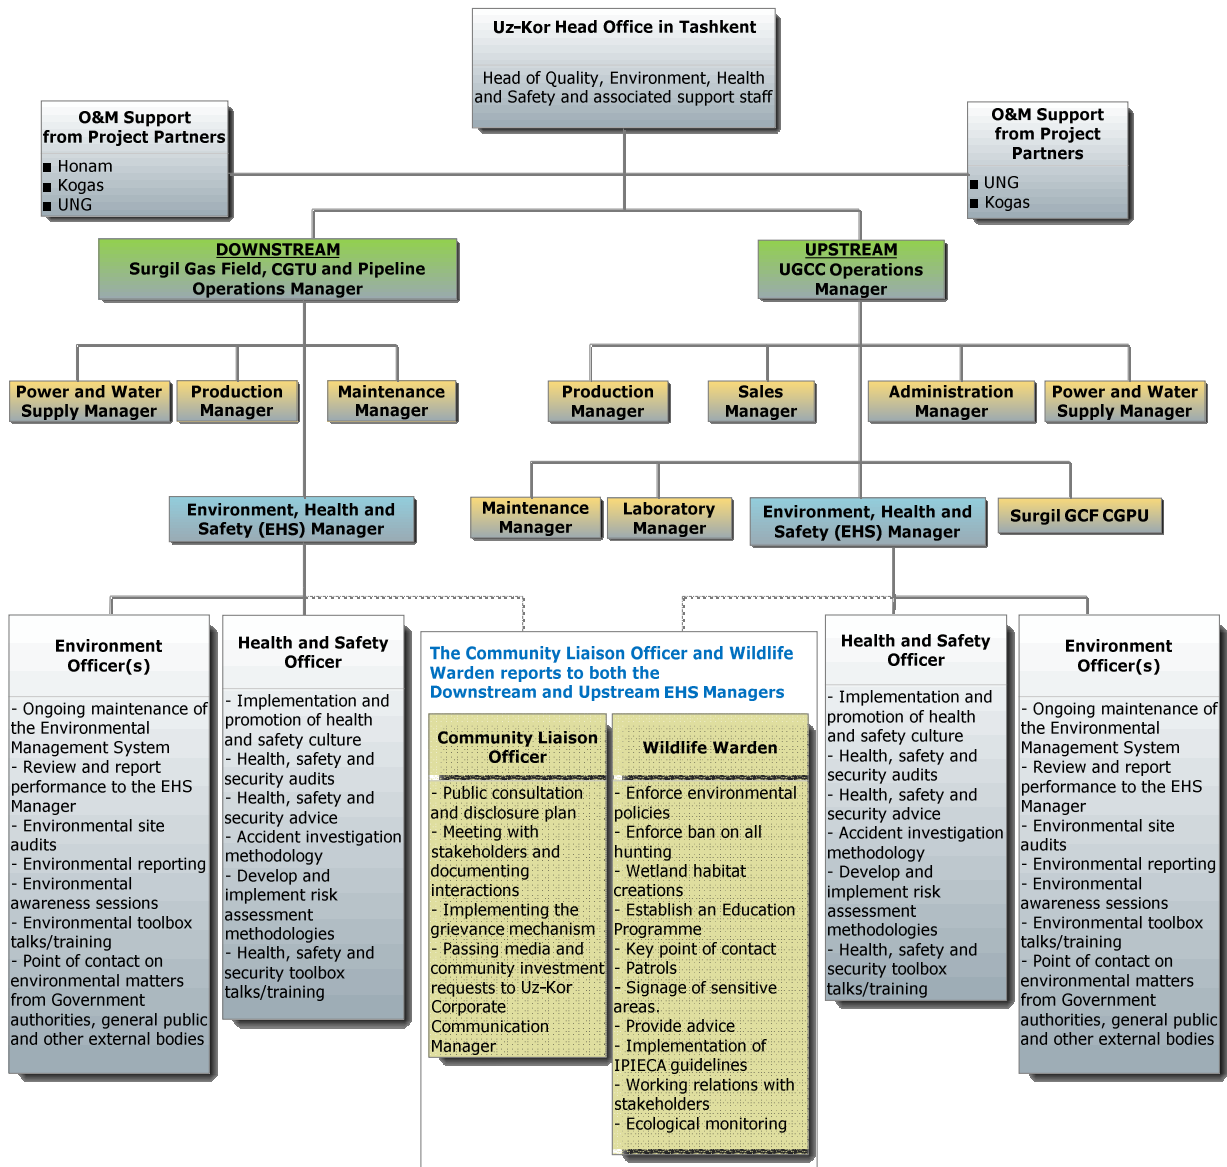 Uz-Kor Head Office in Tashkent
Head of Quality, Environment, Health
and Safety and associated support staff
O&M Support
from Project Partners
■ Honam
■ Kogas
■ UNG
O&M Support
from Project
Partners
■ UNG
■ Kogas
DOWNSTREAM
Surgil Gas Field, CGTU and Pipeline
Operations Manager
UPSTREAM
UGCC Operations
Manager
Power and Water
Supply Manager
Production
Manager
Maintenance
Manager
Production
Manager
Sales
Manager
Administration
Manager
Power and Water
Supply Manager
Environment, Health and
Safety (EHS) Manager
Maintenance
Manager
Laboratory
Manager
Environment, Health and
Safety (EHS) Manager
Surgil GCF CGPU
Environment
Officer(s)
- Ongoing maintenance of
the Environmental
Management System
- Review and report
performance to the EHS
Manager
- Environmental site
audits
- Environmental reporting
- Environmental
awareness sessions
- Environmental toolbox
talks/training
- Point of contact on
environmental matters
from Government
authorities, general public
and other external bodies
Health and Safety
Officer
- Implementation and
promotion of health
and safety culture
- Health, safety and
security audits
- Health, safety and
security advice
- Accident investigation
methodology
- Develop and
implement risk
assessment
methodologies
- Health, safety and
security toolbox
talks/training
The Community Liaison Officer and Wildlife
Warden reports to both the
Downstream and Upstream EHS Managers
Community Liaison
Officer
- Public consultation
and disclosure plan
- Meeting with
stakeholders and
documenting
interactions
- Implementing the
grievance mechanism
- Passing media and
community investment
requests to Uz-Kor
Corporate
Communication
Manager
Wildlife Warden
- Enforce environmental
policies
- Enforce ban on all
hunting
- Wetland habitat
creations
- Establish an Education
Programme
- Key point of contact
- Patrols
- Signage of sensitive
areas.
- Provide advice
- Implementation of
IPIECA guidelines
- Working relations with
stakeholders
- Ecological monitoring
Health and Safety
Officer
- Implementation and
promotion of health
and safety culture
- Health, safety and
security audits
- Health, safety and
security advice
- Accident investigation
methodology
- Develop and
implement risk
assessment
methodologies
- Health, safety and
security toolbox
talks/training
Environment
Officer(s)
- Ongoing maintenance of
the Environmental
Management System
- Review and report
performance to the EHS
Manager
- Environmental site
audits
- Environmental reporting
- Environmental
awareness sessions
- Environmental toolbox
talks/training
- Point of contact on
environmental matters
from Government
authorities, general public
and other external bodies